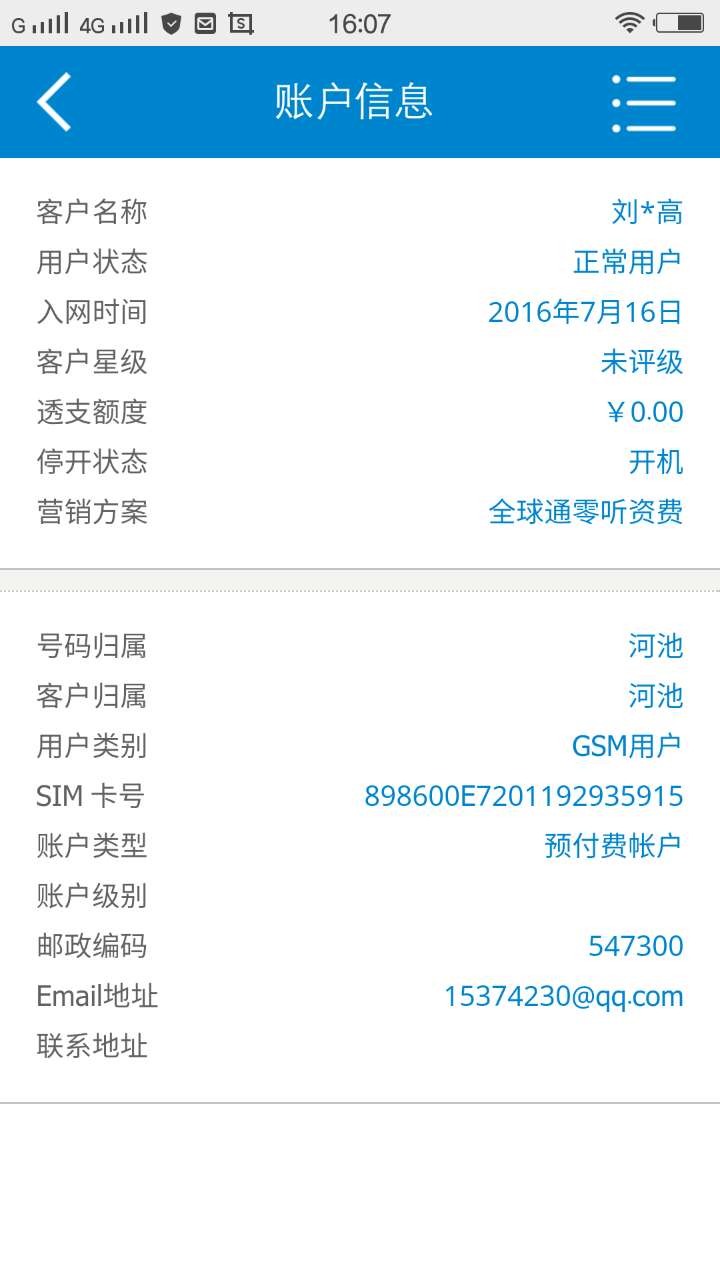 G 4G 16:07
账户信息
客户名称 刘*高
用户状态 正常用户
入网时间 2016年7月16日
客户星级 未评级
透支额度 ￥0.00
停开状态 开机
营销方案 全球通零听资费
号码归属 河池
客户归属 河池
用户类别 GSM用户
SIM 卡号 898600E7201192935915
账户类型 预付费帐户
账户级别
邮政编码 547300
Email地址 15374230@qq.com
联系地址